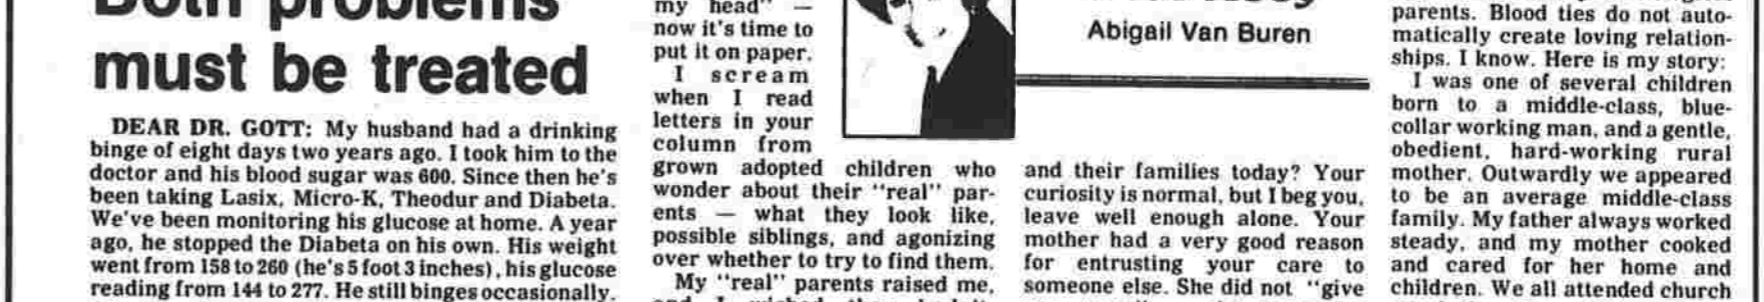 Both problems
must be treated
DEAR DR. GOTT: My husband had a drinking
binge of eight days two years ago. I took him to the
doctor and his blood sugar was 600. Since then he's
been taking Lasix, Micro-K, Theodur and Diabeta.
We've been monitoring his glucose at home. A year
ago, he stopped the Diabeta on his own. His weight
went from 158 to 260 (he's 5 foot 3 inches), his glucose
reading from 144 to 277. He still binges occasionally.
my head" —
now it's time to
put it on paper.
I scream
when I read
letters in your
column from
grown adopted children who
wonder about their "real" par-
ents — what they look like,
possible siblings, and agonizing
over whether to try to find them.
My "real" parents raised me,
and I wished they
Abigail Van Buren
and their families today? Your
curiosity is normal, but I beg you,
leave well enough alone. Your
mother had a very good reason
for entrusting your care to
someone else. She did not "give
parents. Blood ties do not auto-
matically create loving relation-
ships. I know. Here is my story:
I was one of several children
born to a middle-class, blue-
collar working man, and a gentle,
obedient, hard-working rural
mother. Outwardly we appeared
to be an average middle-class
family. My father always worked
steady, and my mother cooked
and cared for her home and
children. We all attended church